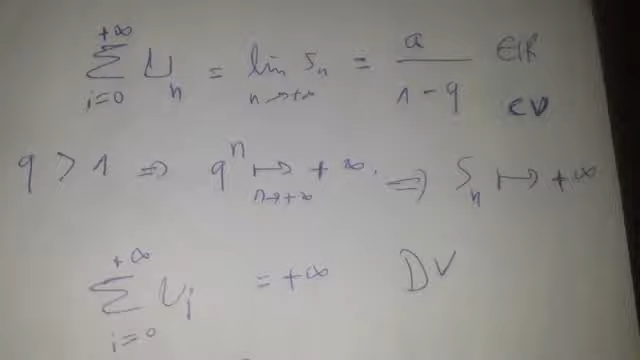 +∞
∑ U_n = lim S_n = a / (1 - q) ∈ ℝ
i=0 n→+∞ CV
q > 1 ⇒ q^n ↦ +∞. ⇒ S_n ↦ +∞
n→+∞
+∞
∑ U_i = +∞ DV
i=0